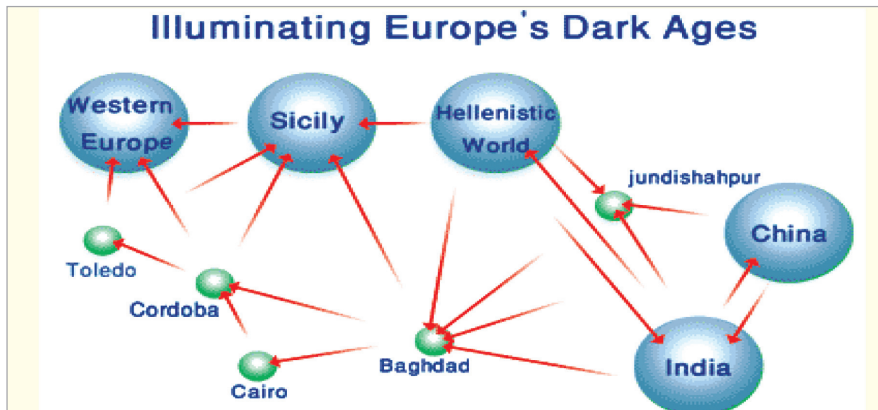 Illuminating Europe's Dark Ages
Western
Europe
Sicily
Hellenistic
World
jundishahpur
China
Toledo
Cordoba
Cairo
Baghdad
India